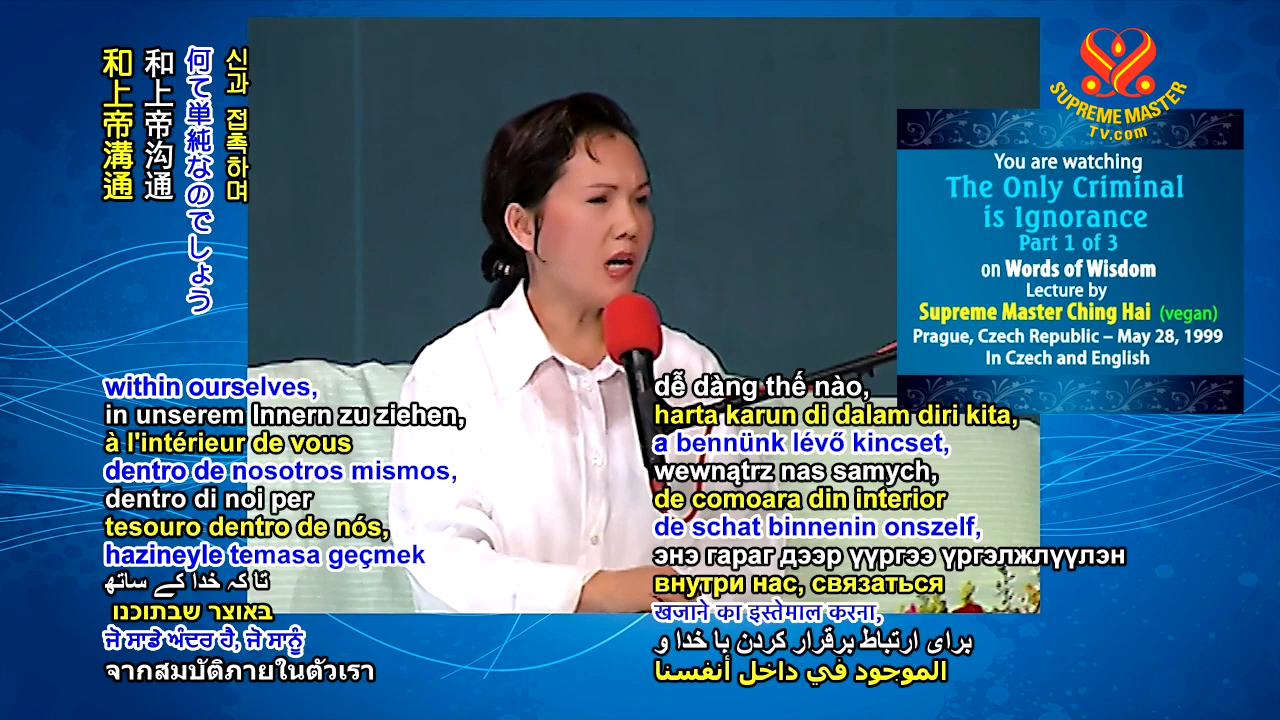 和上帝溝通
和上帝沟通
何て単純なのでしょう
신과 접촉하며
SUPREME MASTER
Tv.com
You are watching
The Only Criminal
is Ignorance
Part 1 of 3
on Words of Wisdom
Lecture by
Supreme Master Ching Hai (vegan)
Prague, Czech Republic – May 28, 1999
In Czech and English
within ourselves,
in unserem Innern zu ziehen,
à l'intérieur de vous
dentro de nosotros mismos,
dentro di noi per
tesouro dentro de nós,
hazineyle temasa geçmek
تا کہ خدا کے ساتھ
באוצר שבתוכנו
ਜੋ ਸਾਡੇ ਅੰਦਰ ਹੈ, ਜੋ ਸਾਨੂੰ
จากสมบัติภายในตัวเรา
dễ dàng thế nào,
harta karun di dalam diri kita,
a bennünk lévő kincset,
wewnątrz nas samych,
de comoara din interior
de schat binnenin onszelf,
энэ гараг дээр үүргээ үргэлжлүүлэн
внутри нас, связаться
खजाने का इस्तेमाल करना,
برای ارتباط برقرار کردن با خدا و
الموجود في داخل أنفسنا